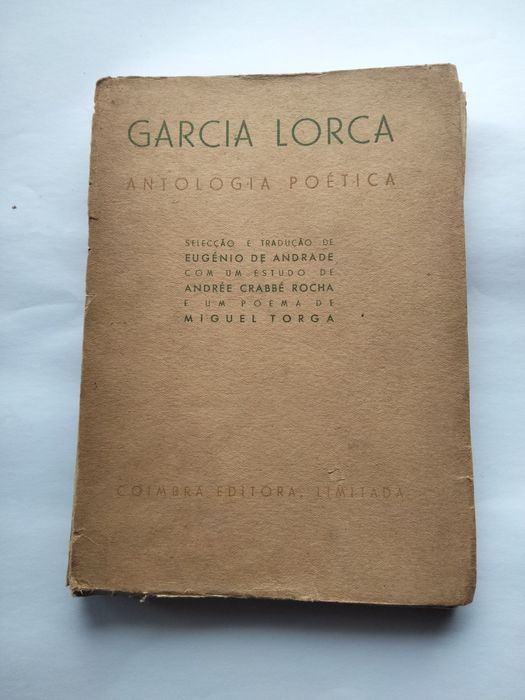 GARCIA LORCA
ANTOLOGIA POÉTICA
SELECÇÃO E TRADUÇÃO DE
EUGÉNIO DE ANDRADE,
COM UM ESTUDO DE
ANDRÉE CRABBÉ ROCHA
E UM POEMA DE
MIGUEL TORGA
COIMBRA EDITORA, LIMITADA